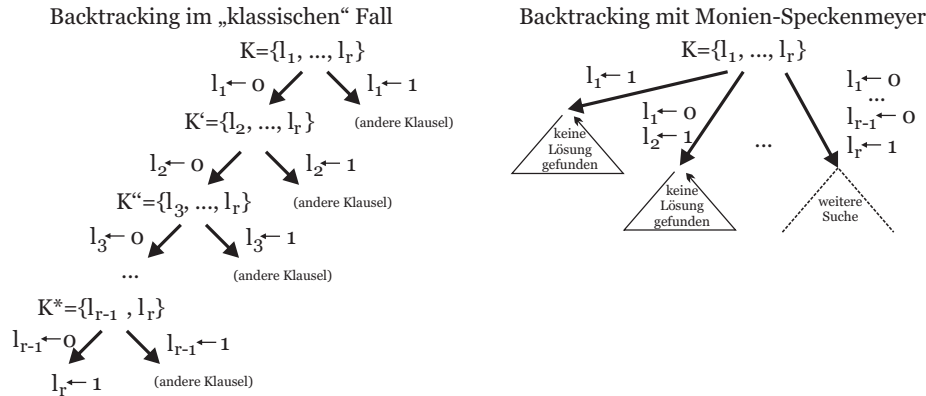 Backtracking im „klassischen“ Fall
K={l₁, ..., lᵣ}
l₁← 0
l₁← 1
K‘={l₂, ..., lᵣ}
(andere Klausel)
l₂← 0
l₂← 1
K“={l₃, ..., lᵣ}
(andere Klausel)
l₃← 0
l₃← 1
...
(andere Klausel)
K*={lᵣ₋₁ , lᵣ}
lᵣ₋₁← 0
lᵣ₋₁← 1
lᵣ← 1
(andere Klausel)
Backtracking mit Monien-Speckenmeyer
K={l₁, ..., lᵣ}
l₁← 1
keine
Lösung
gefunden
l₁← 0
l₂← 1
keine
Lösung
gefunden
...
l₁← 0
...
lᵣ₋₁← 0
lᵣ← 1
weitere
Suche